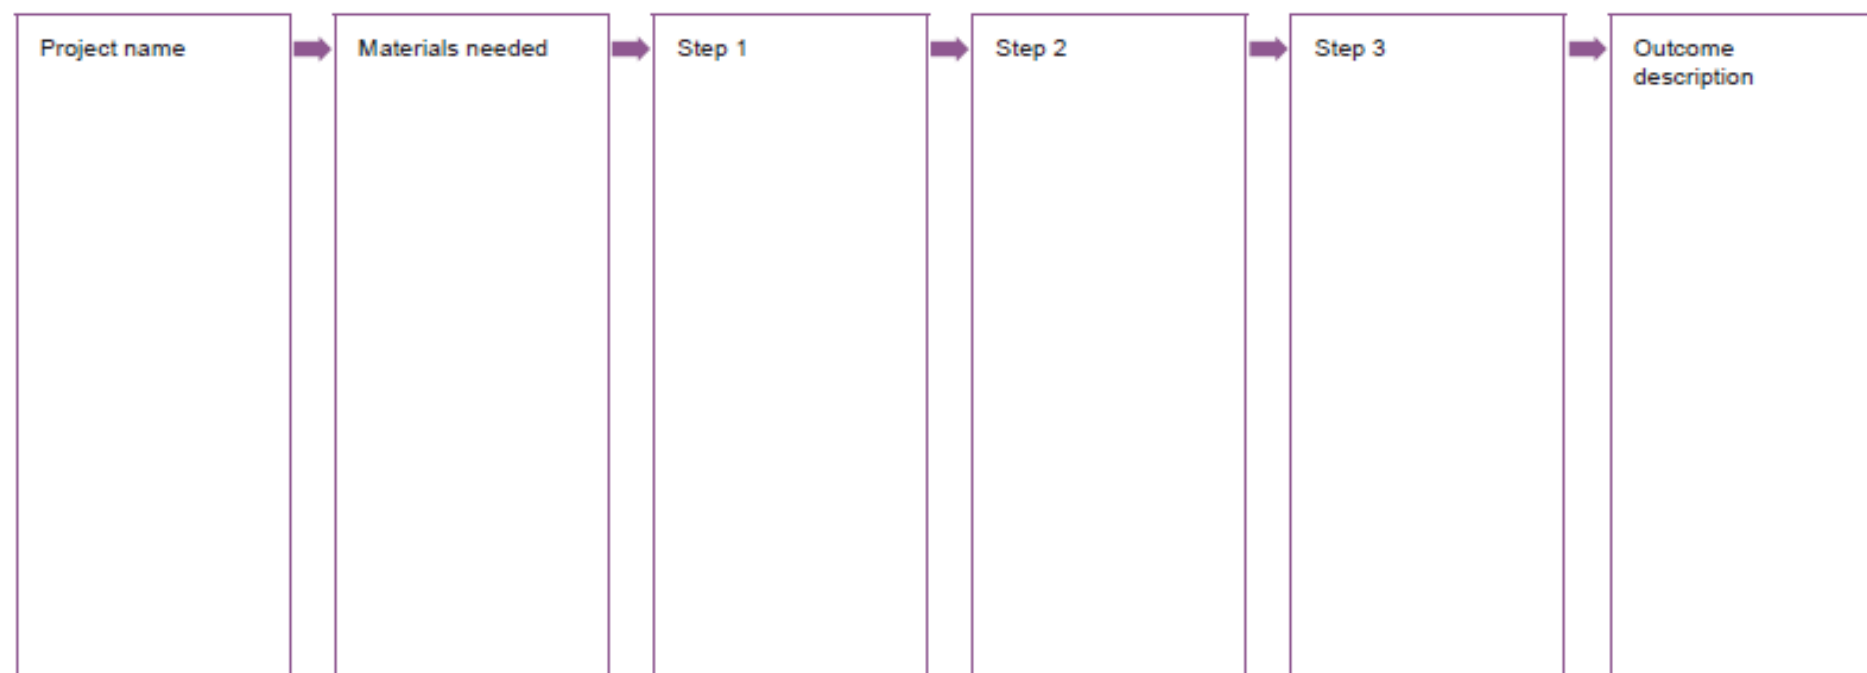 Project name
Materials needed
Step 1
Step 2
Step 3
Outcome
description